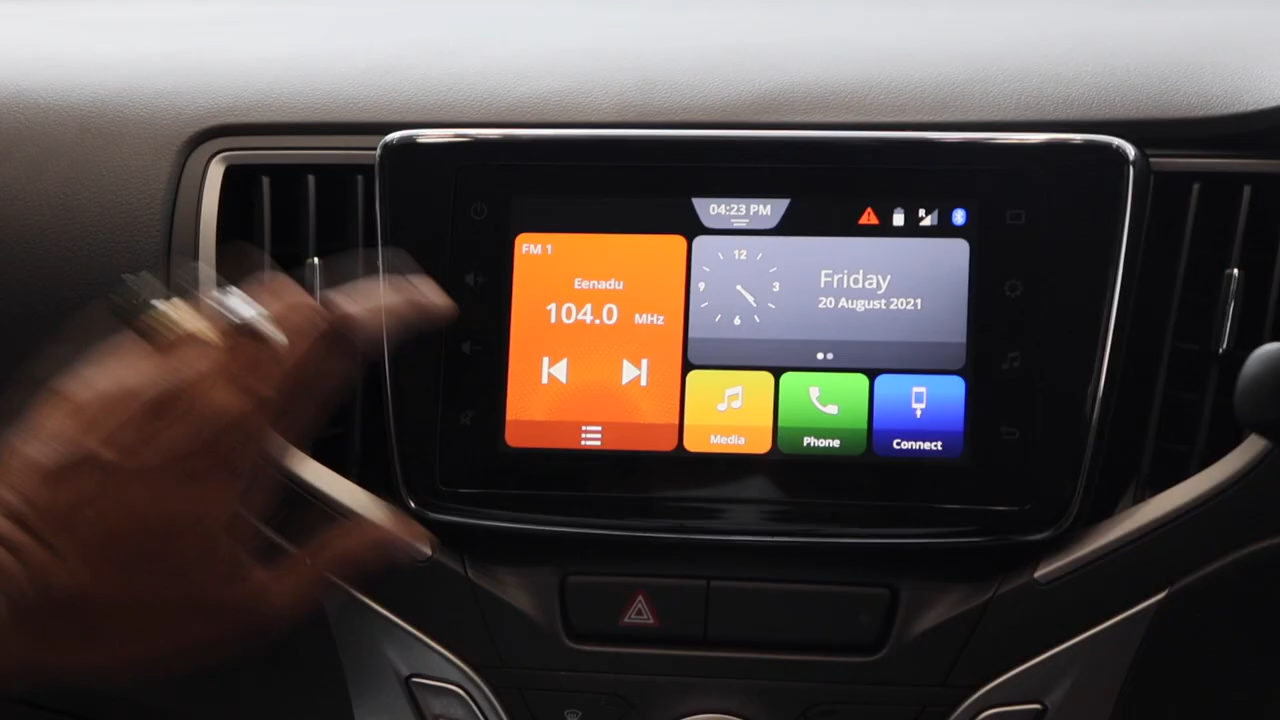 04:23 PM
R
FM 1
Eenadu
104.0 MHz
12
9
3
6
Friday
20 August 2021
Media
Phone
Connect